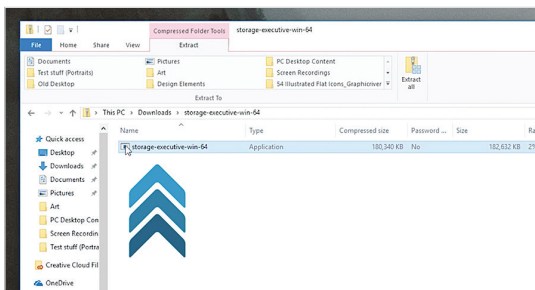 Compressed Folder Tools storage-executive-win-64
File Home Share View Extract
Documents Pictures PC Desktop Content
Test stuff (Portraits) Art Screen Recordings
Old Desktop Design Elements 54 Illustrated Flat Icons_Graphicriver
Extract all
Extract To
This PC > Downloads > storage-executive-win-64
Name Type Compressed size Password ... Size Ra
Quick access
storage-executive-win-64 Application 180,340 KB No 182,632 KB 2%
Desktop
Downloads
Documents
Pictures
Art
PC Desktop Con
Screen Recordin
Test stuff (Portra
Creative Cloud Fil
OneDrive